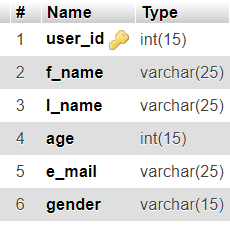 # Name Type
1 user_id int(15)
2 f_name varchar(25)
3 l_name varchar(25)
4 age int(15)
5 e_mail varchar(25)
6 gender varchar(15)